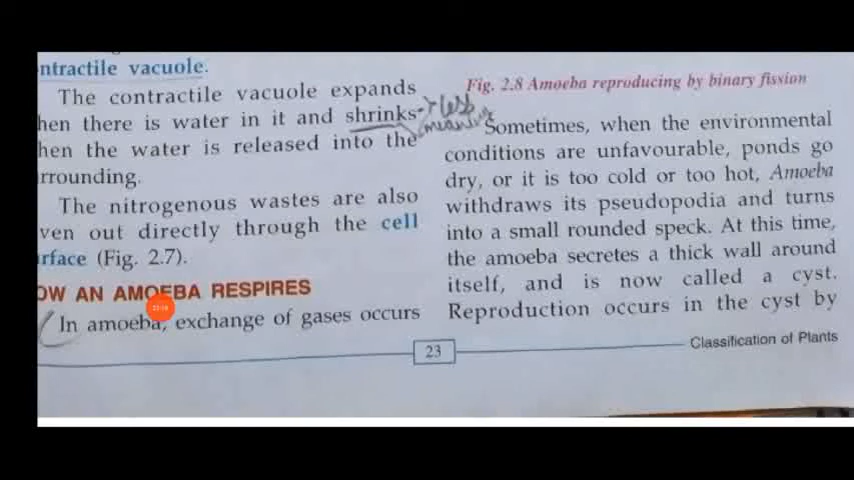 ntractile vacuole.
The contractile vacuole expands
hen there is water in it and shrinks
hen the water is released into the
rrounding.
The nitrogenous wastes are also
ven out directly through the cell
rface (Fig. 2.7).
OW AN AMOEBA RESPIRES
In amoeba, exchange of gases occurs
less
meaning
Fig. 2.8 Amoeba reproducing by binary fission
Sometimes, when the environmental
conditions are unfavourable, ponds go
dry, or it is too cold or too hot, Amoeba
withdraws its pseudopodia and turns
into a small rounded speck. At this time,
the amoeba secretes a thick wall around
itself, and is now called a cyst.
Reproduction occurs in the cyst by
23
Classification of Plants